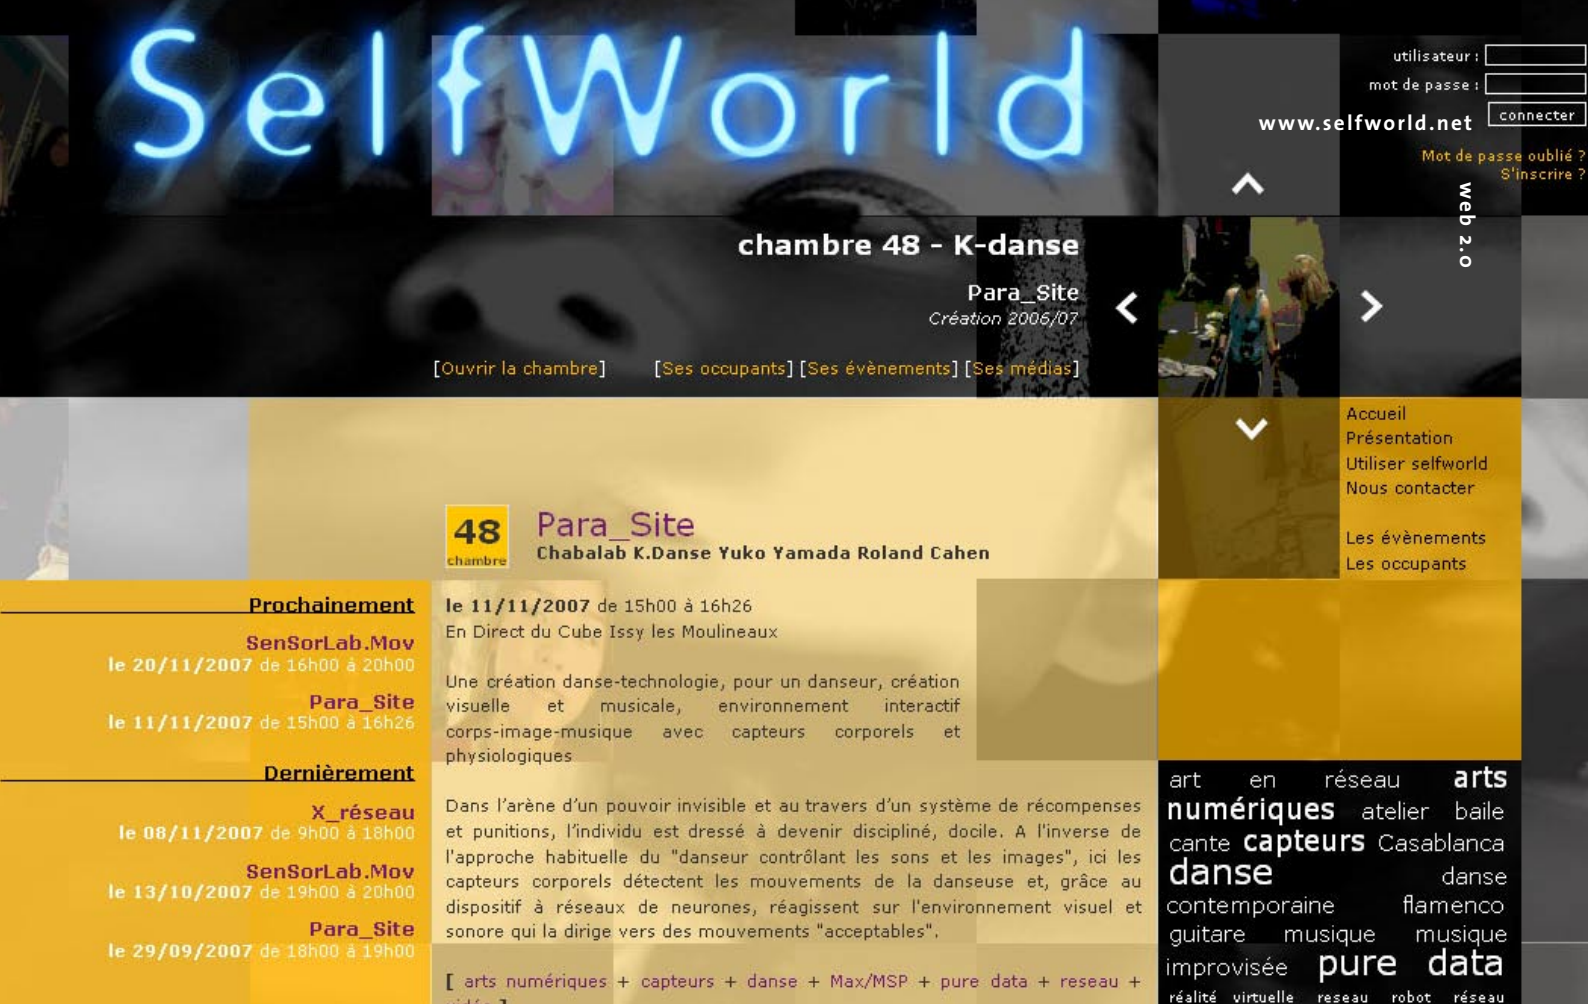 SelfWorld
utilisateur :
mot de passe :
www.selfworld.net
connecter
Mot de passe oublié ?
S'inscrire ?
web 2.0
chambre 48 - K-danse
Para_Site
Création 2006/07
[Ouvrir la chambre] [Ses occupants] [Ses évènements] [Ses médias]
Accueil
Présentation
Utiliser selfworld
Nous contacter
Les évènements
Les occupants
48
chambre
Para_Site
Chabalab K.Danse Yuko Yamada Roland Cahen
Prochainement
SenSorLab.Mov
le 20/11/2007 de 16h00 à 20h00
Para_Site
le 11/11/2007 de 15h00 à 16h26
Dernièrement
X_réseau
le 08/11/2007 de 9h00 à 18h00
SenSorLab.Mov
le 13/10/2007 de 19h00 à 20h00
Para_Site
le 29/09/2007 de 18h00 à 19h00
le 11/11/2007 de 15h00 à 16h26
En Direct du Cube Issy les Moulineaux
Une création danse-technologie, pour un danseur, création
visuelle et musicale, environnement interactif
corps-image-musique avec capteurs corporels et
physiologiques
Dans l'arène d'un pouvoir invisible et au travers d'un système de récompenses
et punitions, l'individu est dressé à devenir discipliné, docile. A l'inverse de
l'approche habituelle du "danseur contrôlant les sons et les images", ici les
capteurs corporels détectent les mouvements de la danseuse et, grâce au
dispositif à réseaux de neurones, réagissent sur l'environnement visuel et
sonore qui la dirige vers des mouvements "acceptables".
[ arts numériques + capteurs + danse + Max/MSP + pure data + reseau +
art en réseau arts
numériques atelier baile
cante capteurs Casablanca
danse danse
contemporaine flamenco
guitare musique musique
improvisée pure data
réalité virtuelle reseau robot réseau